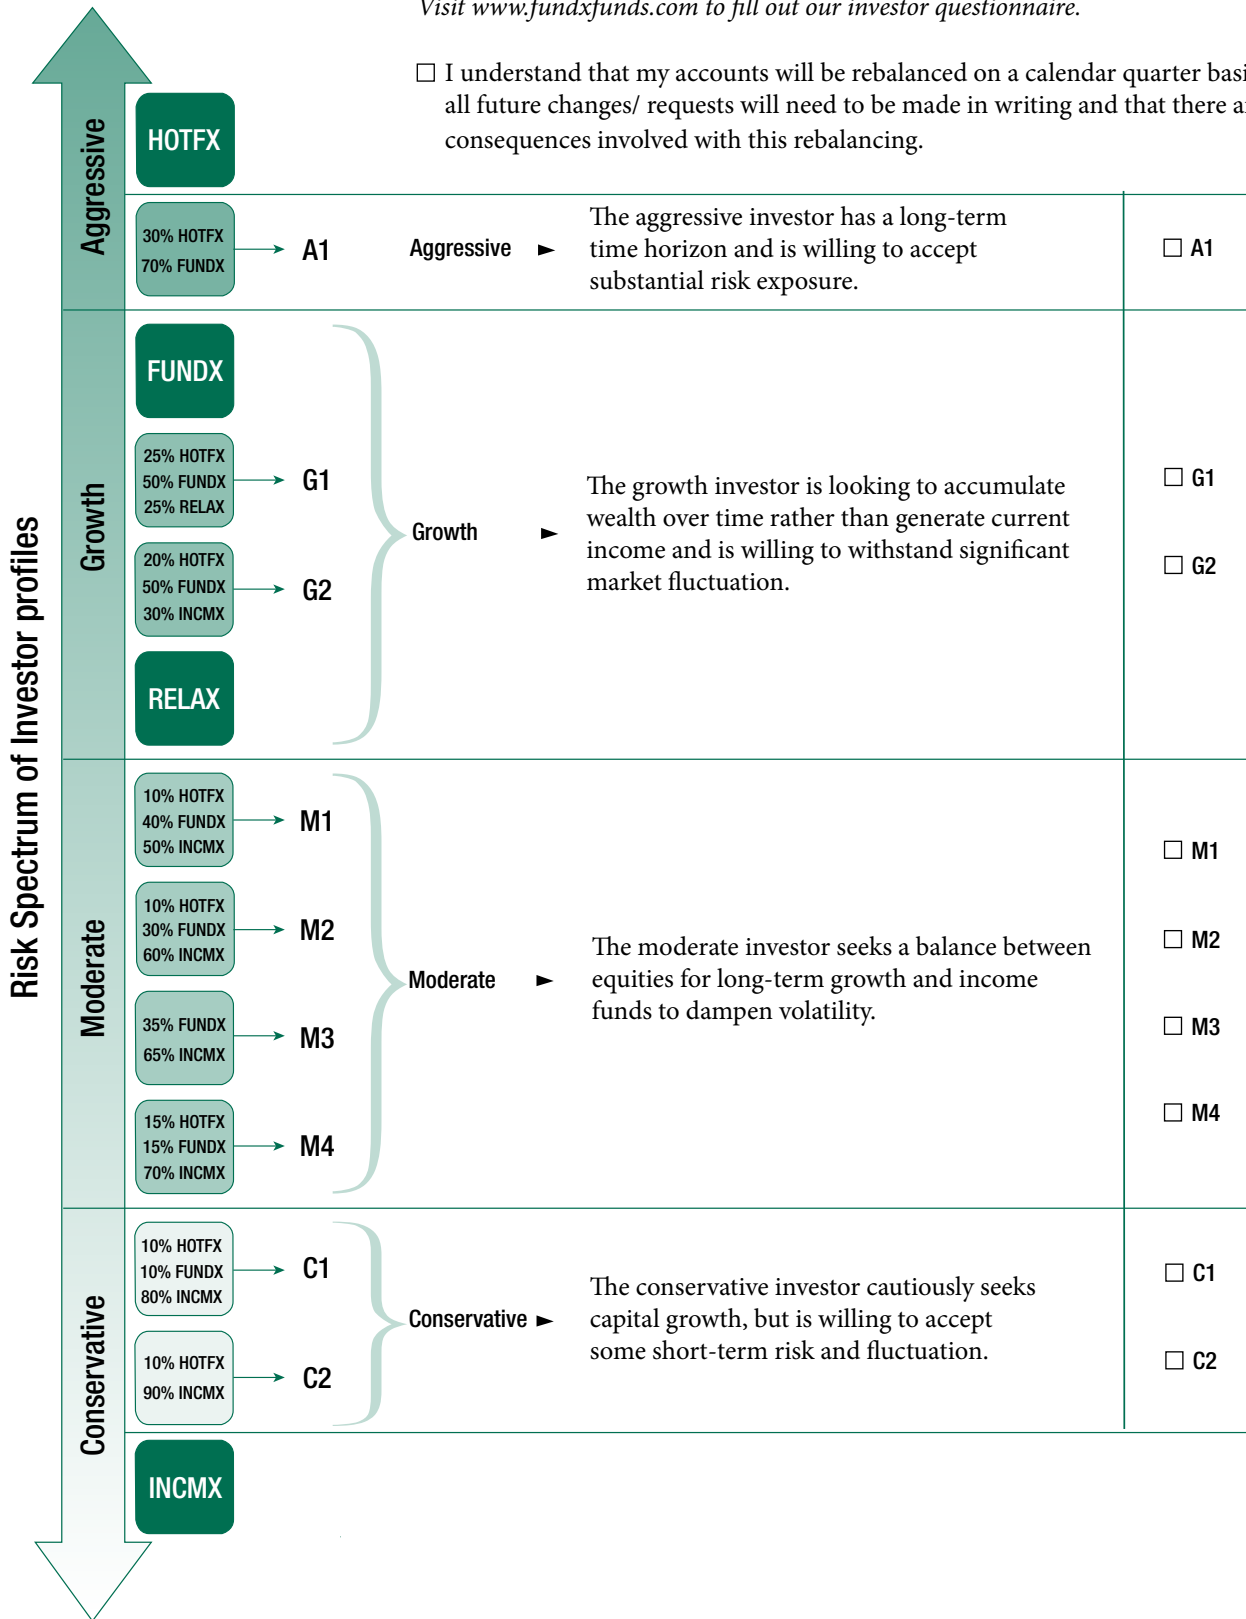 Visit www.fundxfunds.com to fill out our investor questionnaire.
I understand that my accounts will be rebalanced on a calendar quarter basi
all future changes/ requests will need to be made in writing and that there a
consequences involved with this rebalancing.
Risk Spectrum of Investor profiles
Aggressive
HOTFX
30% HOTFX
70% FUNDX
A1
Aggressive ►
The aggressive investor has a long-term
time horizon and is willing to accept
substantial risk exposure.
A1
Growth
FUNDX
25% HOTFX
50% FUNDX
25% RELAX
G1
20% HOTFX
50% FUNDX
30% INCMX
G2
RELAX
Growth ►
The growth investor is looking to accumulate
wealth over time rather than generate current
income and is willing to withstand significant
market fluctuation.
G1
G2
Moderate
10% HOTFX
40% FUNDX
50% INCMX
M1
10% HOTFX
30% FUNDX
60% INCMX
M2
35% FUNDX
65% INCMX
M3
15% HOTFX
15% FUNDX
70% INCMX
M4
Moderate ►
The moderate investor seeks a balance between
equities for long-term growth and income
funds to dampen volatility.
M1
M2
M3
M4
Conservative
10% HOTFX
10% FUNDX
80% INCMX
C1
10% HOTFX
90% INCMX
C2
Conservative ►
The conservative investor cautiously seeks
capital growth, but is willing to accept
some short-term risk and fluctuation.
C1
C2
INCMX